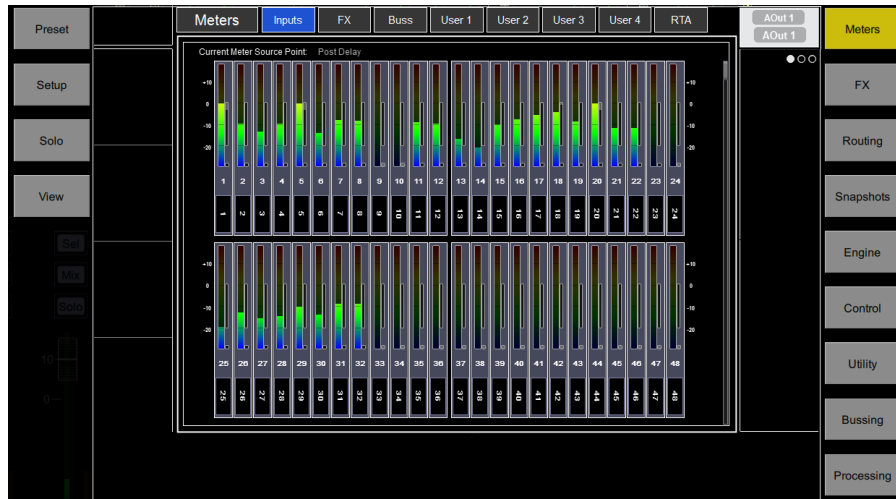 Preset
Setup
Solo
View
Sel
Mix
Solo
10
0
Meters Inputs FX Buss User 1 User 2 User 3 User 4 RTA
Current Meter Source Point: Post Delay
+10 +10
0 0
-10 -10
-20 -20
1 2 3 4 5 6 7 8 9 10 11 12 13 14 15 16 17 18 19 20 21 22 23 24
1 2 3 4 5 6 7 8 9 10 11 12 13 14 15 16 17 18 19 20 21 22 23 24
+10 +10
0 0
-10 -10
-20 -20
25 26 27 28 29 30 31 32 33 34 35 36 37 38 39 40 41 42 43 44 45 46 47 48
25 26 27 28 29 30 31 32 33 34 35 36 37 38 39 40 41 42 43 44 45 46 47 48
AOut 1
AOut 1
Meters
FX
Routing
Snapshots
Engine
Control
Utility
Bussing
Processing